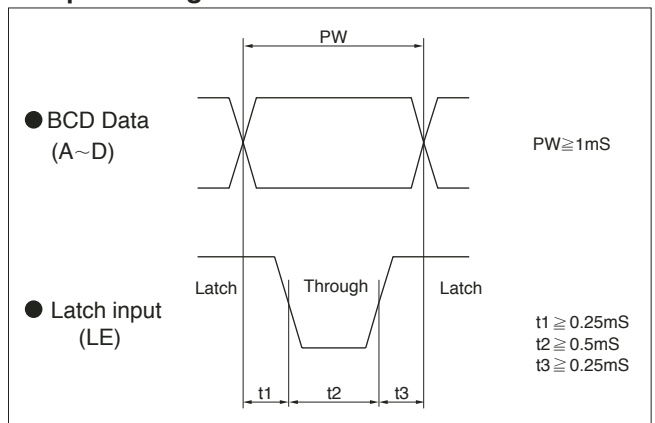 PW
● BCD Data
(A~D)
PW≧1mS
Latch
Through
Latch
● Latch input
(LE)
t1≧0.25mS
t2≧0.5mS
t3≧0.25mS
t1
t2
t3